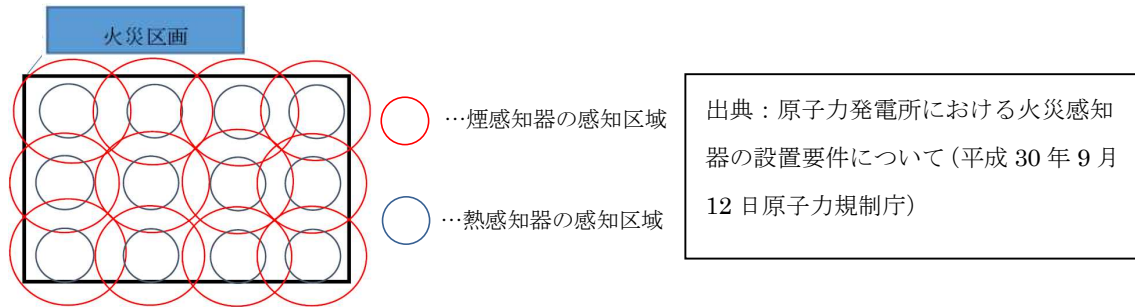 火災区画
…煙感知器の感知区域
…熱感知器の感知区域
出典：原子力発電所における火災感知
器の設置要件について(平成 30 年 9 月
12 日原子力規制庁)